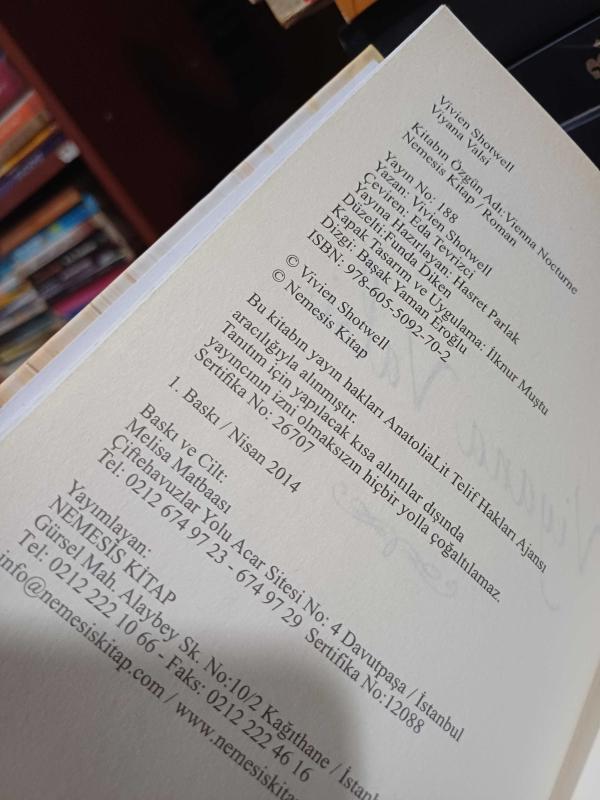 Vivien Shotwell
Viyana Valsi
Kitabın Özgün Adı:Vienna Nocturne
Nemesis Kitap / Roman
Yayın No: 188
Yazan: Vivien Shotwell
Çeviren: Eda Tevrizci
Yayına Hazırlayan: Hasret Parlak
Düzelti:Funda Diken
Kapak Tasarım ve Uygulama: İlknur Muştu
Dizgi: Başak Yaman Eroğlu
ISBN: 978-605-5092-70-2
© Vivien Shotwell
© Nemesis Kitap
Bu kitabın yayın hakları AnatoliaLit Telif Hakları Ajansı
aracılığıyla alınmıştır.
Tanıtım için yapılacak kısa alıntılar dışında
yayıncının izni olmaksızın hiçbir yolla çoğaltılamaz.
Sertifika No: 26707
1. Baskı / Nisan 2014
Baskı ve Cilt:
Melisa Matbaası
Çiftehavuzlar Yolu Acar Sitesi No: 4 Davutpaşa / İstanbul
Tel: 0212 674 97 23 - 674 97 29 Sertifika No:12088
Yayımlayan:
NEMESİS KİTAP
Gürsel Mah. Alaybey Sk. No:10/2 Kağıthane / İstan
Tel: 0212 222 10 66 - Faks: 0212 222 46 16
info@nemesiskitap.com / www.nemesiskitap